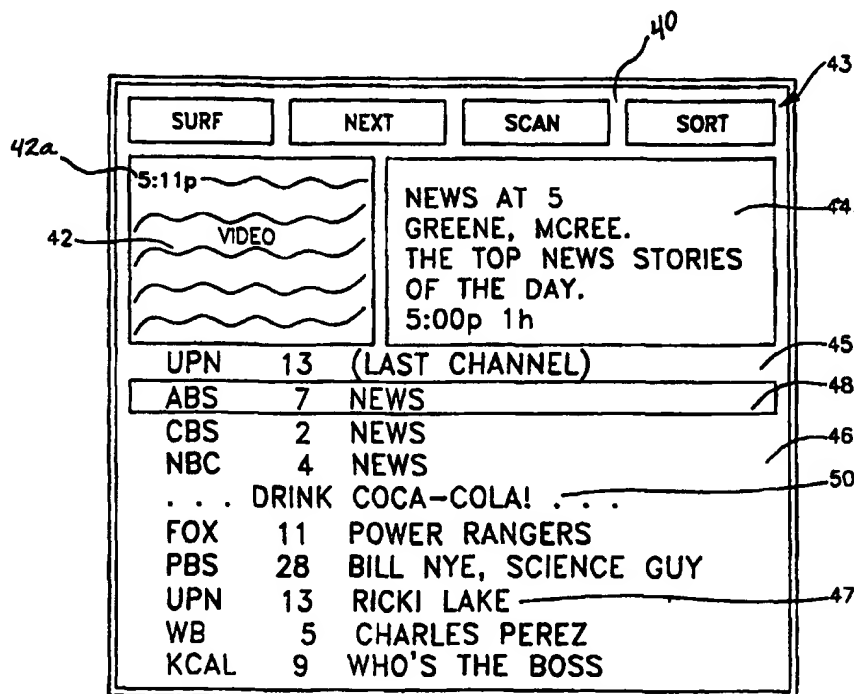 40
43
SURF NEXT SCAN SORT
42a
5:11p
42
VIDEO
NEWS AT 5
GREENE, MCREE.
THE TOP NEWS STORIES
OF THE DAY.
5:00p 1h
44
UPN 13 (LAST CHANNEL)
45
ABS 7 NEWS
48
CBS 2 NEWS
46
NBC 4 NEWS
. . . DRINK COCA-COLA! . . .
50
FOX 11 POWER RANGERS
PBS 28 BILL NYE, SCIENCE GUY
UPN 13 RICKI LAKE
47
WB 5 CHARLES PEREZ
KCAL 9 WHO'S THE BOSS